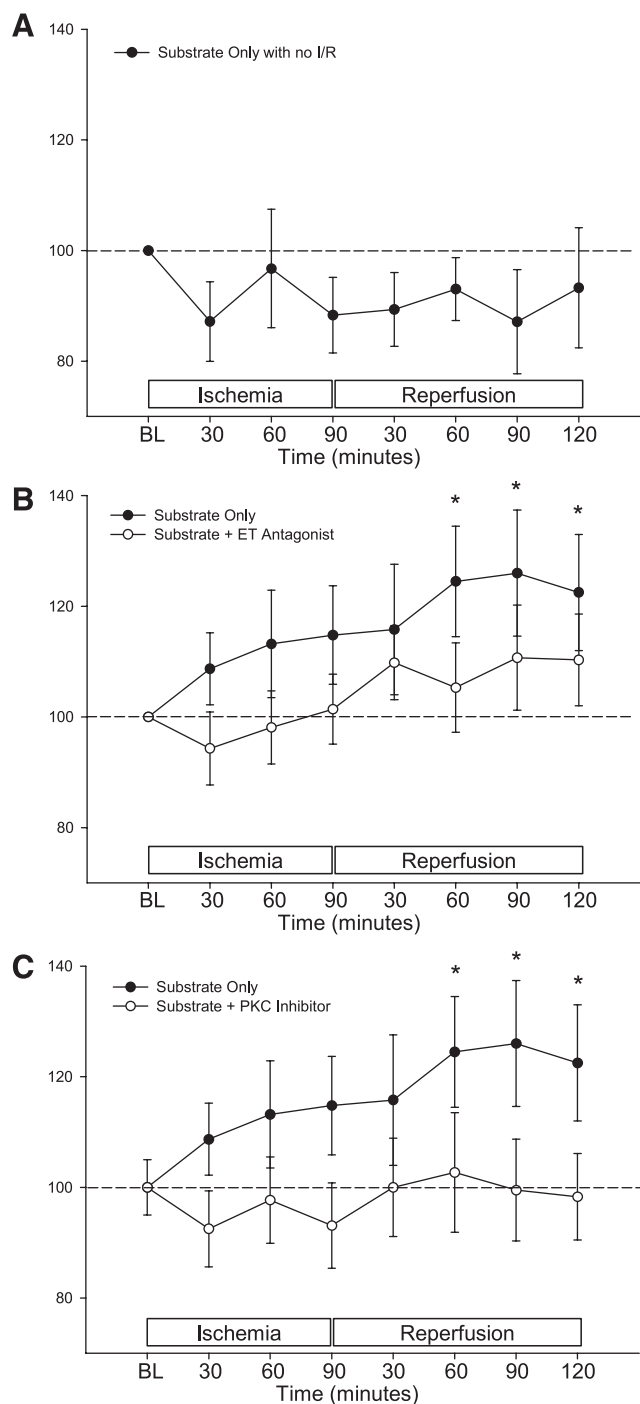 A
140
Substrate Only with no I/R
120
100
80
Ischemia Reperfusion
BL 30 60 90 30 60 90 120
Time (minutes)
B
140
Substrate Only
Substrate + ET Antagonist
* * *
120
100
80
Ischemia Reperfusion
BL 30 60 90 30 60 90 120
Time (minutes)
C
140
Substrate Only
Substrate + PKC Inhibitor
* * *
120
100
80
Ischemia Reperfusion
BL 30 60 90 30 60 90 120
Time (minutes)